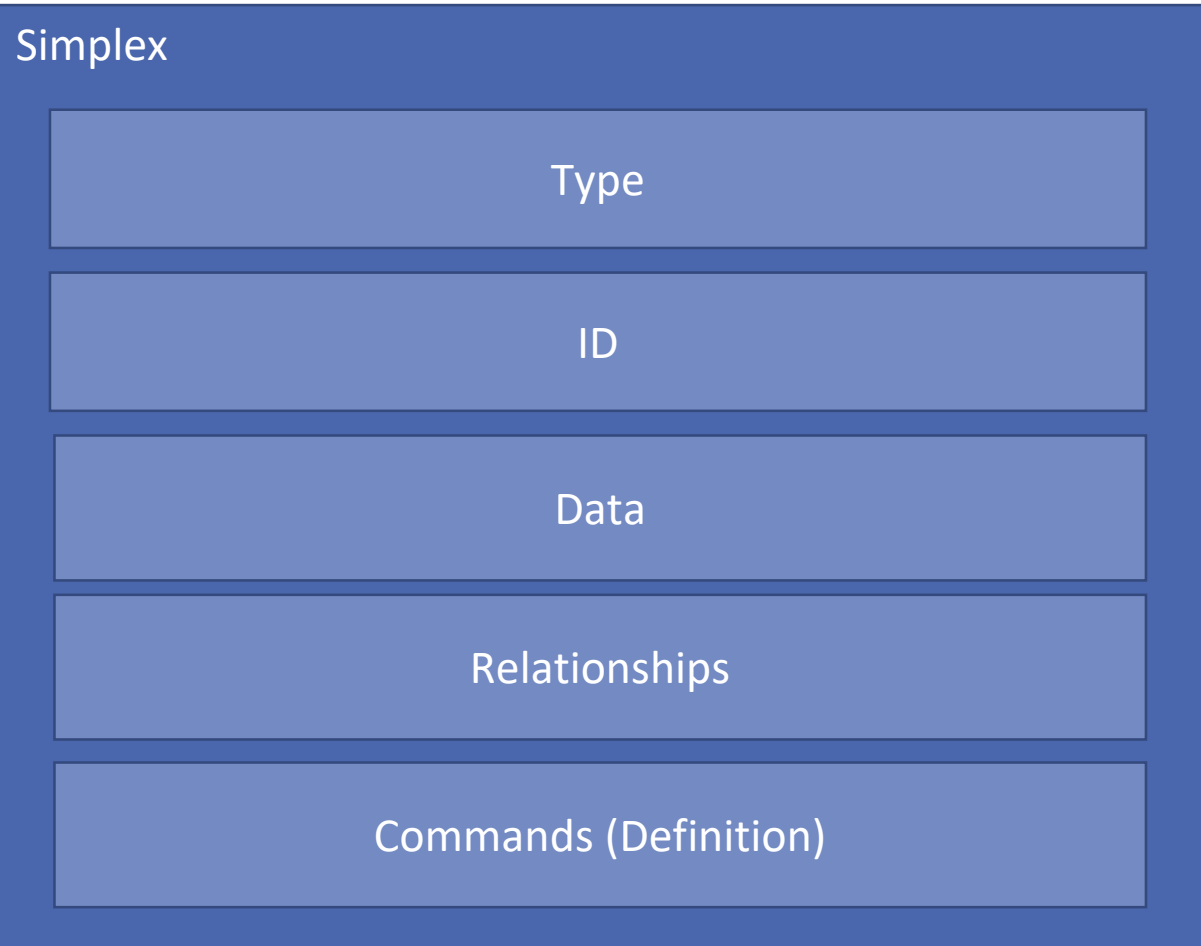 Simplex
Type
ID
Data
Relationships
Commands (Definition)